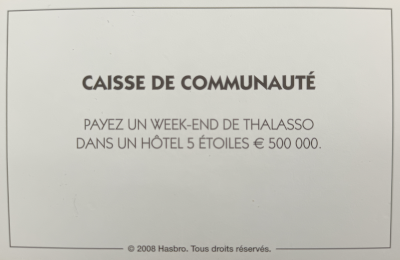 CAISSE DE COMMUNAUTÉ
PAYEZ UN WEEK-END DE THALASSO
DANS UN HÔTEL 5 ÉTOILES € 500 000.
© 2008 Hasbro. Tous droits réservés.